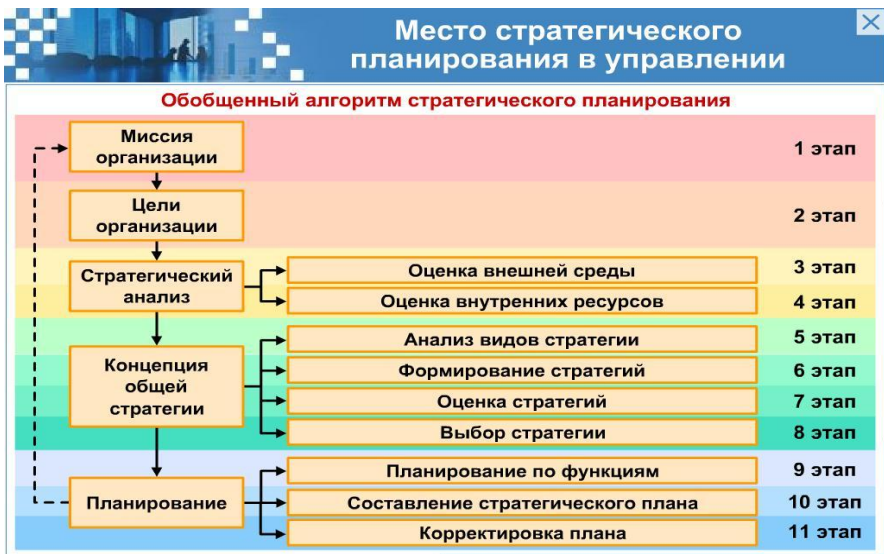 Место стратегического
планирования в управлении
Обобщенный алгоритм стратегического планирования
Миссия
организации
1 этап
Цели
организации
2 этап
Стратегический
анализ
Оценка внешней среды
3 этап
Оценка внутренних ресурсов
4 этап
Концепция
общей
стратегии
Анализ видов стратегии
5 этап
Формирование стратегий
6 этап
Оценка стратегий
7 этап
Выбор стратегии
8 этап
Планирование
Планирование по функциям
9 этап
Составление стратегического плана
10 этап
Корректировка плана
11 этап